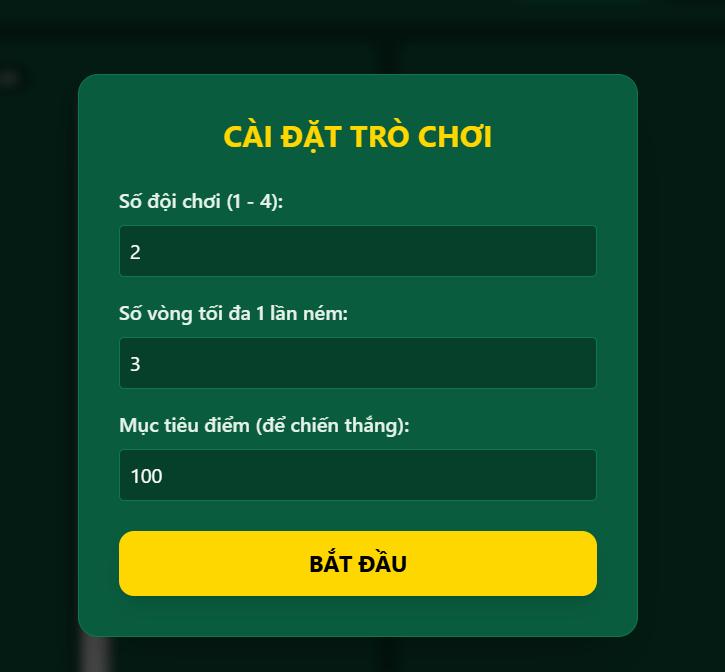 CÀI ĐẶT TRÒ CHƠI
Số đội chơi (1 - 4):
2
Số vòng tối đa 1 lần ném:
3
Mục tiêu điểm (để chiến thắng):
100
BẮT ĐẦU